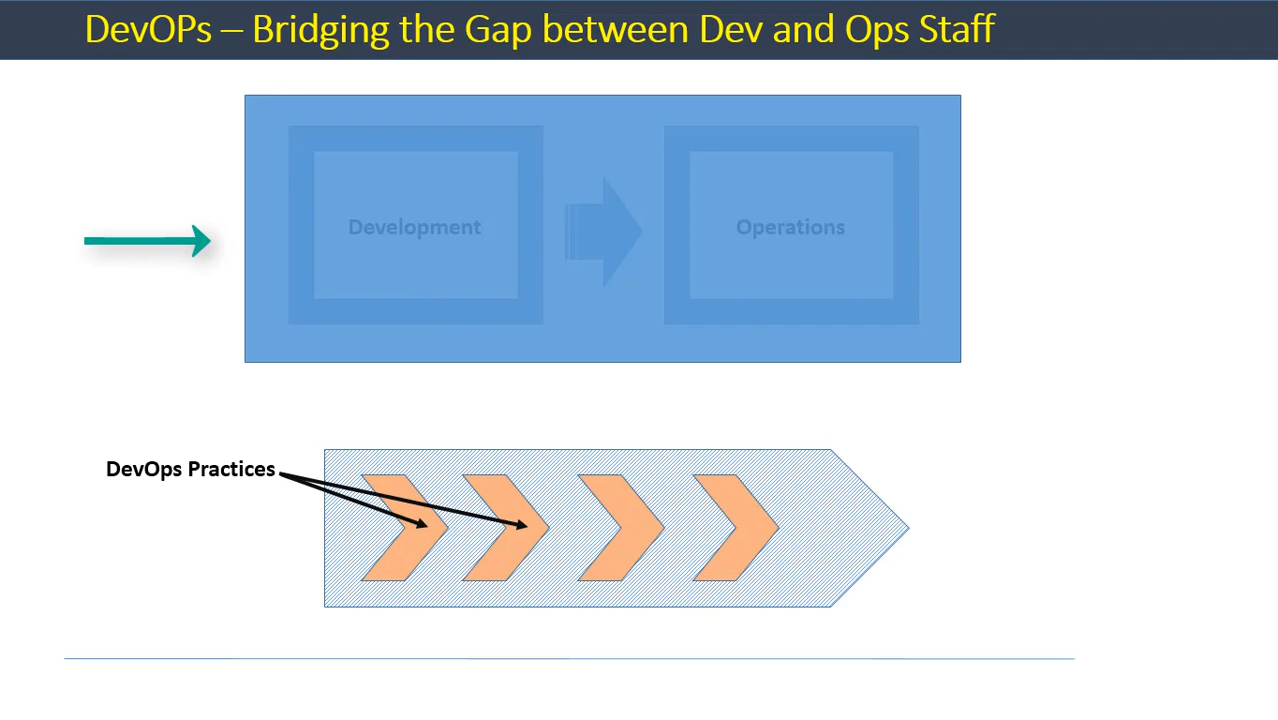 DevOPs – Bridging the Gap between Dev and Ops Staff
Development
Operations
DevOps Practices